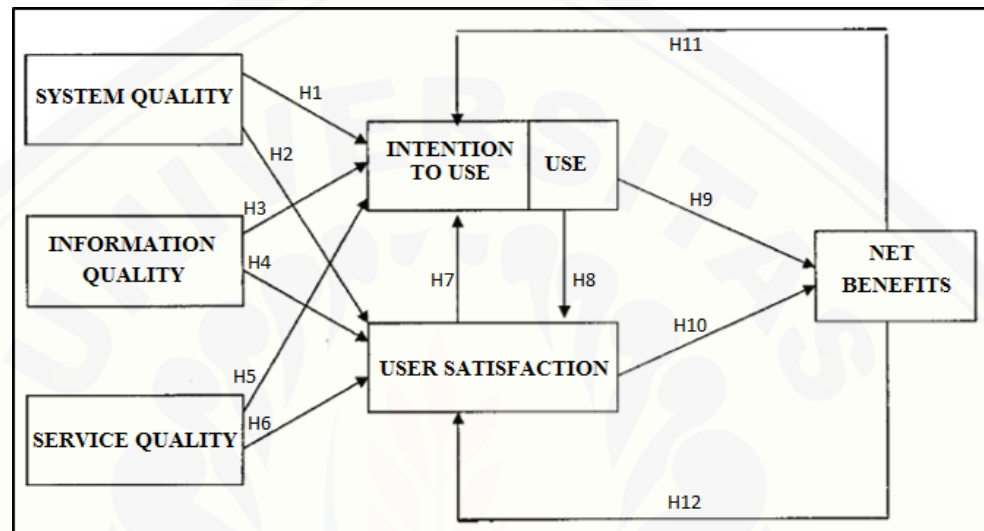 H11
SYSTEM QUALITY
H1
INTENTION
TO USE
USE
H2
H3
H9
INFORMATION
QUALITY
NET
BENEFITS
H4
H7
H8
H10
USER SATISFACTION
H5
H6
SERVICE QUALITY
H12
UNIVERSITAS